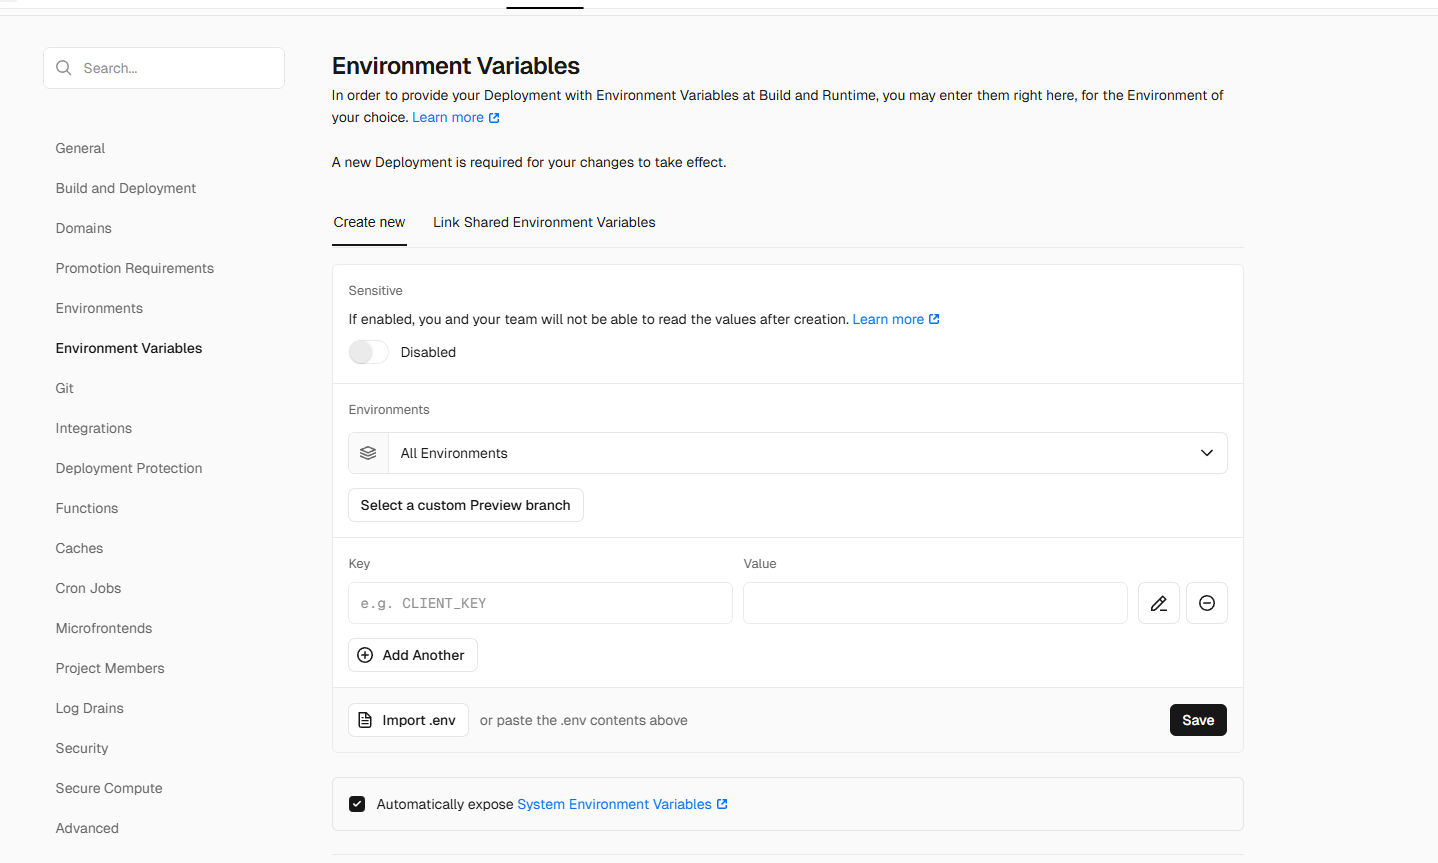 Search...
General
Build and Deployment
Domains
Promotion Requirements
Environments
Environment Variables
Git
Integrations
Deployment Protection
Functions
Caches
Cron Jobs
Microfrontends
Project Members
Log Drains
Security
Secure Compute
Advanced
Environment Variables
In order to provide your Deployment with Environment Variables at Build and Runtime, you may enter them right here, for the Environment of
your choice. Learn more
A new Deployment is required for your changes to take effect.
Create new Link Shared Environment Variables
Sensitive
If enabled, you and your team will not be able to read the values after creation. Learn more
Disabled
Environments
All Environments
Select a custom Preview branch
Key Value
e.g. CLIENT_KEY
Add Another
Import .env or paste the .env contents above Save
Automatically expose System Environment Variables